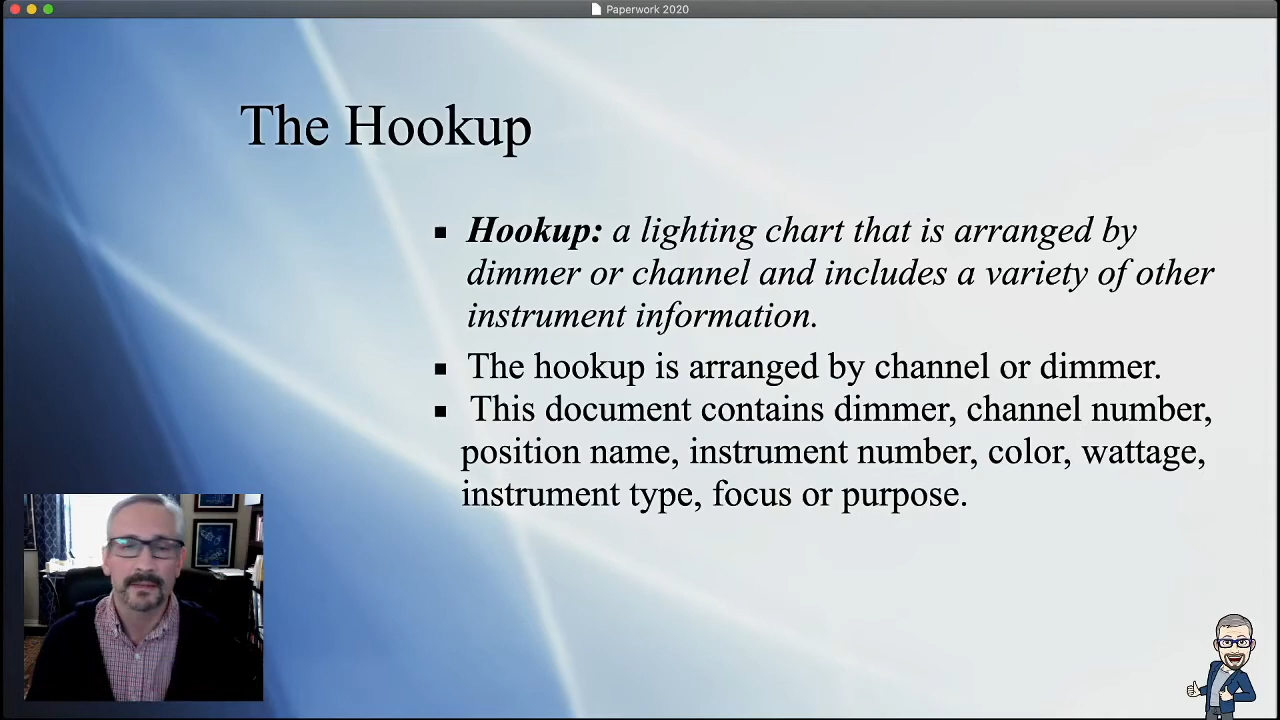 Paperwork 2020
The Hookup
▪ Hookup: a lighting chart that is arranged by
dimmer or channel and includes a variety of other
instrument information.
▪ The hookup is arranged by channel or dimmer.
▪ This document contains dimmer, channel number,
position name, instrument number, color, wattage,
instrument type, focus or purpose.